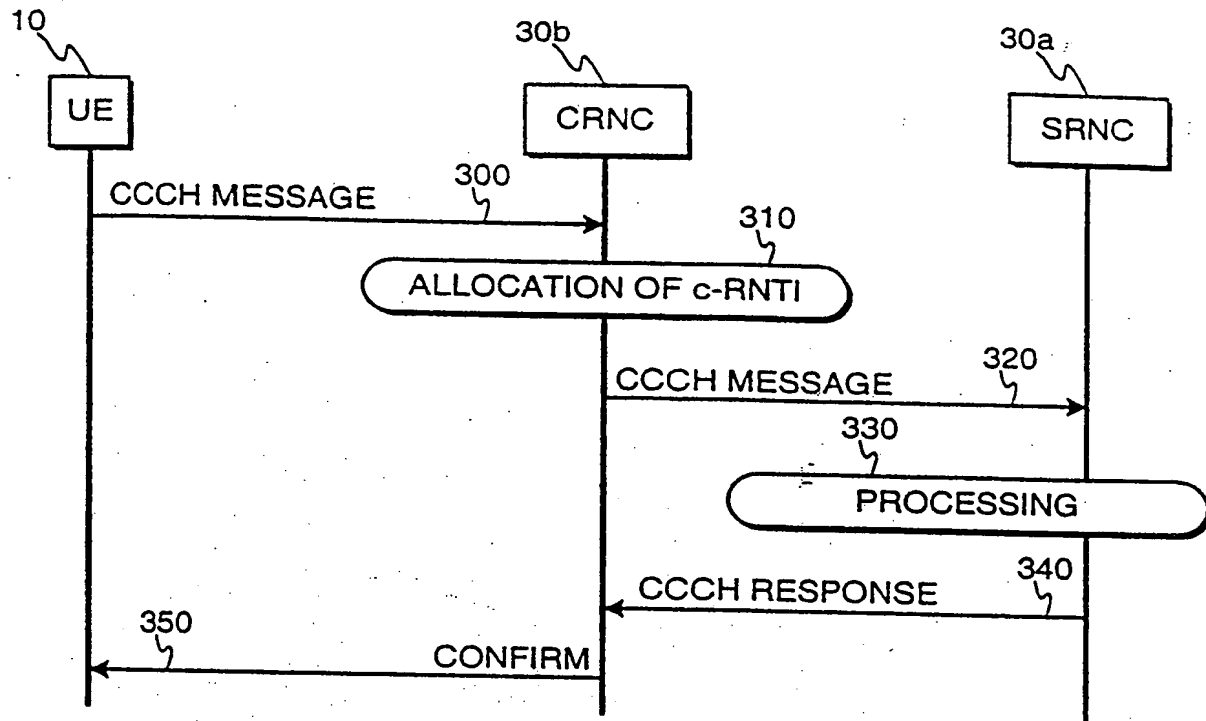 10
30b
30a
UE
CRNC
SRNC
CCCH MESSAGE
300
310
ALLOCATION OF c-RNTI
CCCH MESSAGE
320
330
PROCESSING
CCCH RESPONSE
340
350
CONFIRM